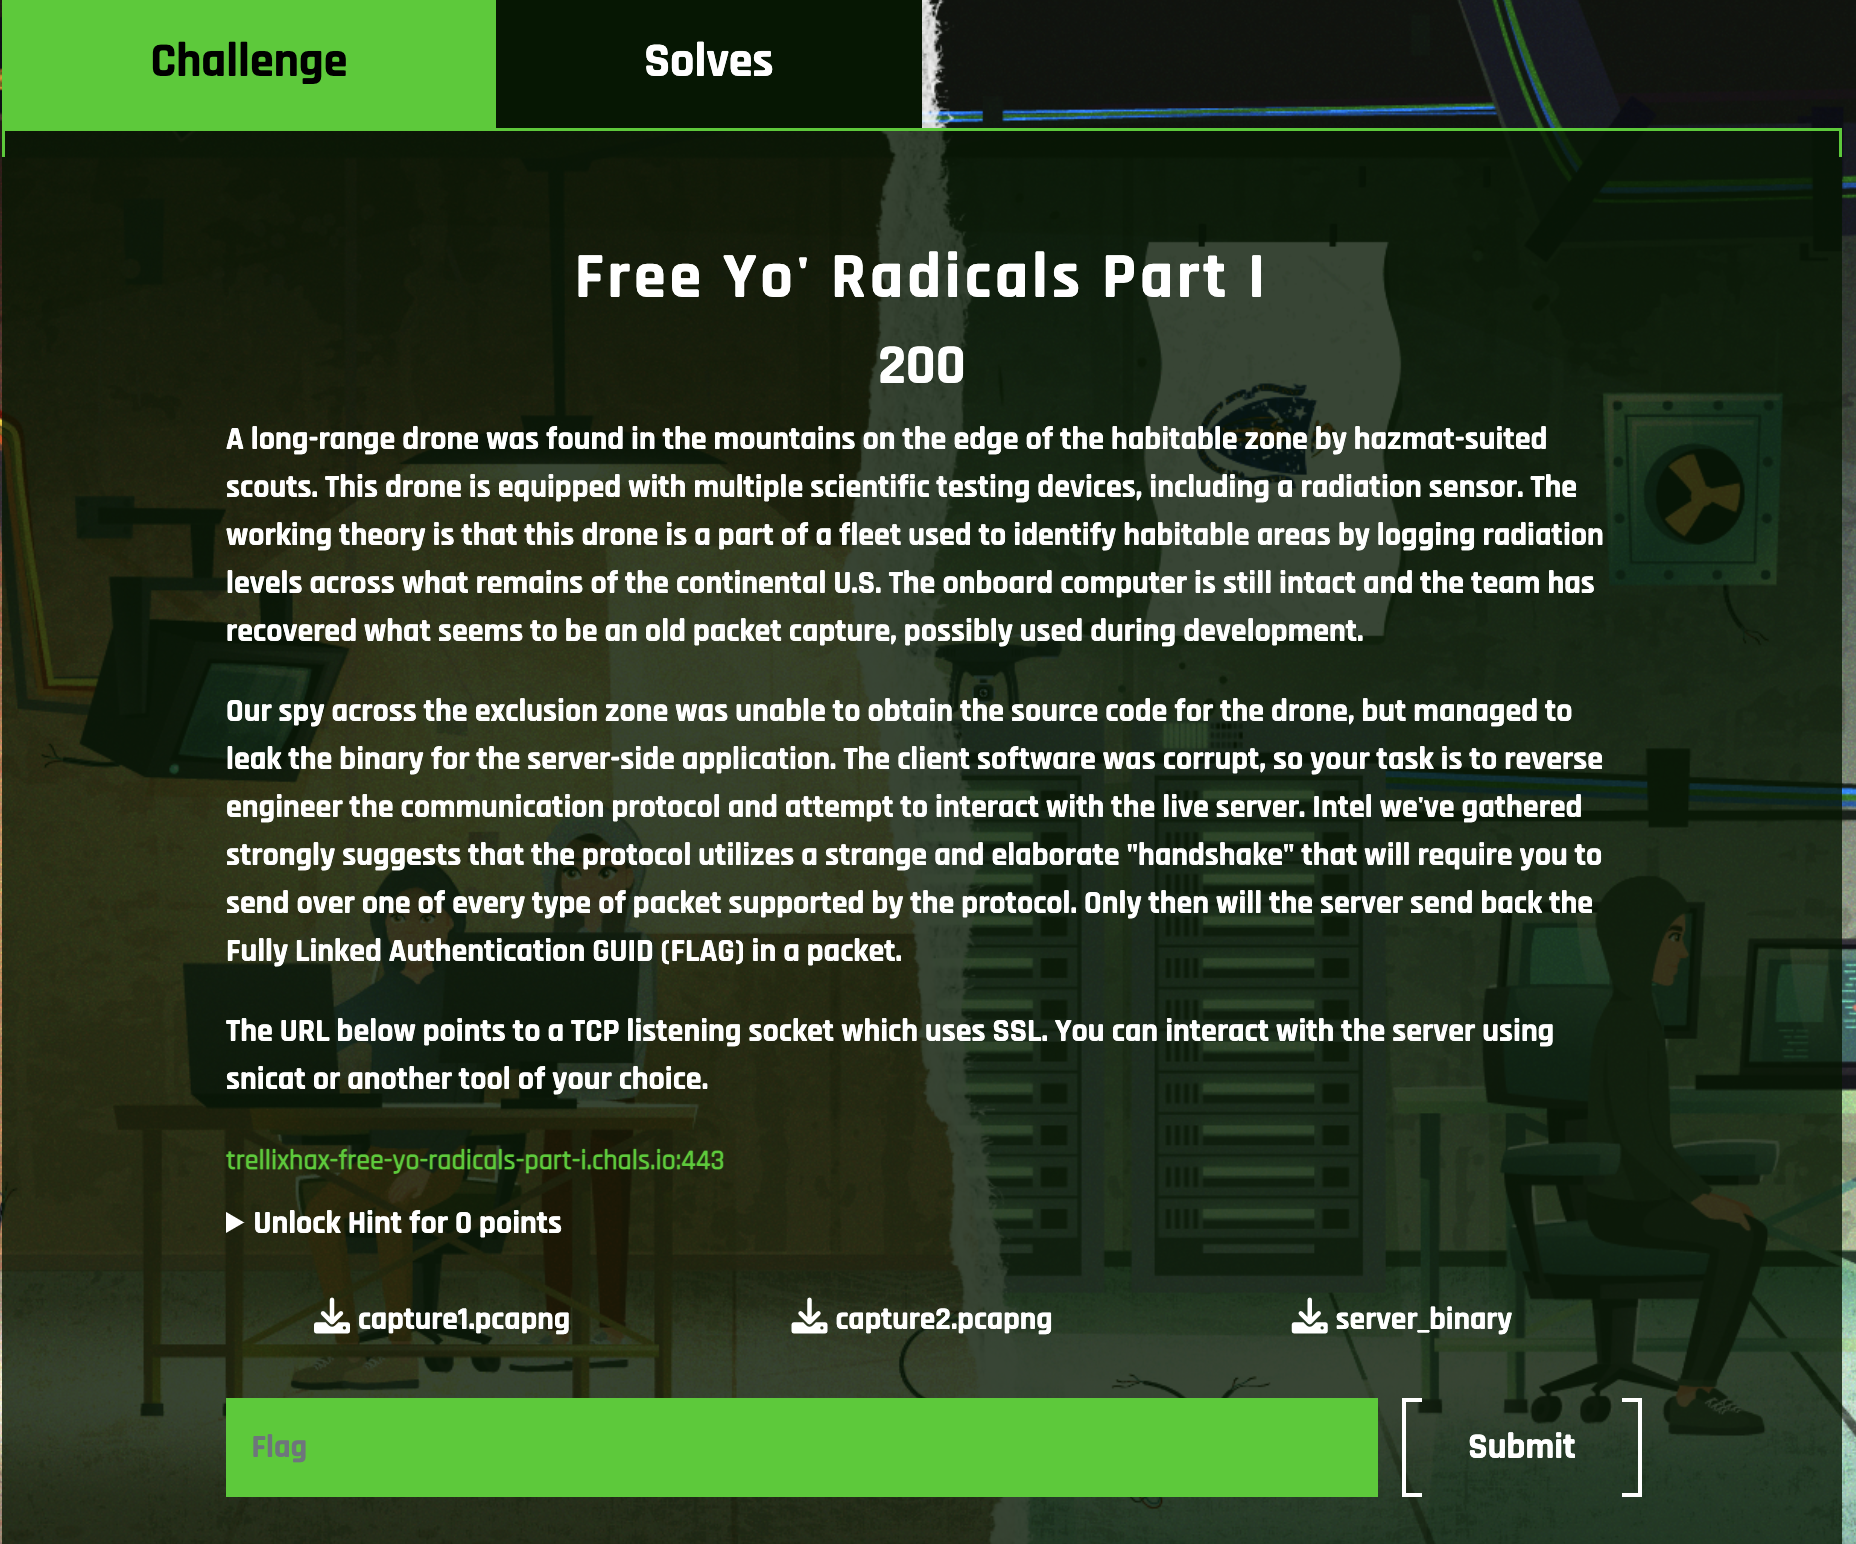 Challenge
Solves
Free Yo' Radicals Part I
200
A long-range drone was found in the mountains on the edge of the habitable zone by hazmat-suited
scouts. This drone is equipped with multiple scientific testing devices, including a radiation sensor. The
working theory is that this drone is a part of a fleet used to identify habitable areas by logging radiation
levels across what remains of the continental U.S. The onboard computer is still intact and the team has
recovered what seems to be an old packet capture, possibly used during development.
Our spy across the exclusion zone was unable to obtain the source code for the drone, but managed to
leak the binary for the server-side application. The client software was corrupt, so your task is to reverse
engineer the communication protocol and attempt to interact with the live server. Intel we've gathered
strongly suggests that the protocol utilizes a strange and elaborate "handshake" that will require you to
send over one of every type of packet supported by the protocol. Only then will the server send back the
Fully Linked Authentication GUID (FLAG) in a packet.
The URL below points to a TCP listening socket which uses SSL. You can interact with the server using
snicat or another tool of your choice.
trellixhax-free-yo-radicals-part-i.chals.io:443
Unlock Hint for 0 points
capture1.pcapng
capture2.pcapng
server_binary
Flag
Submit